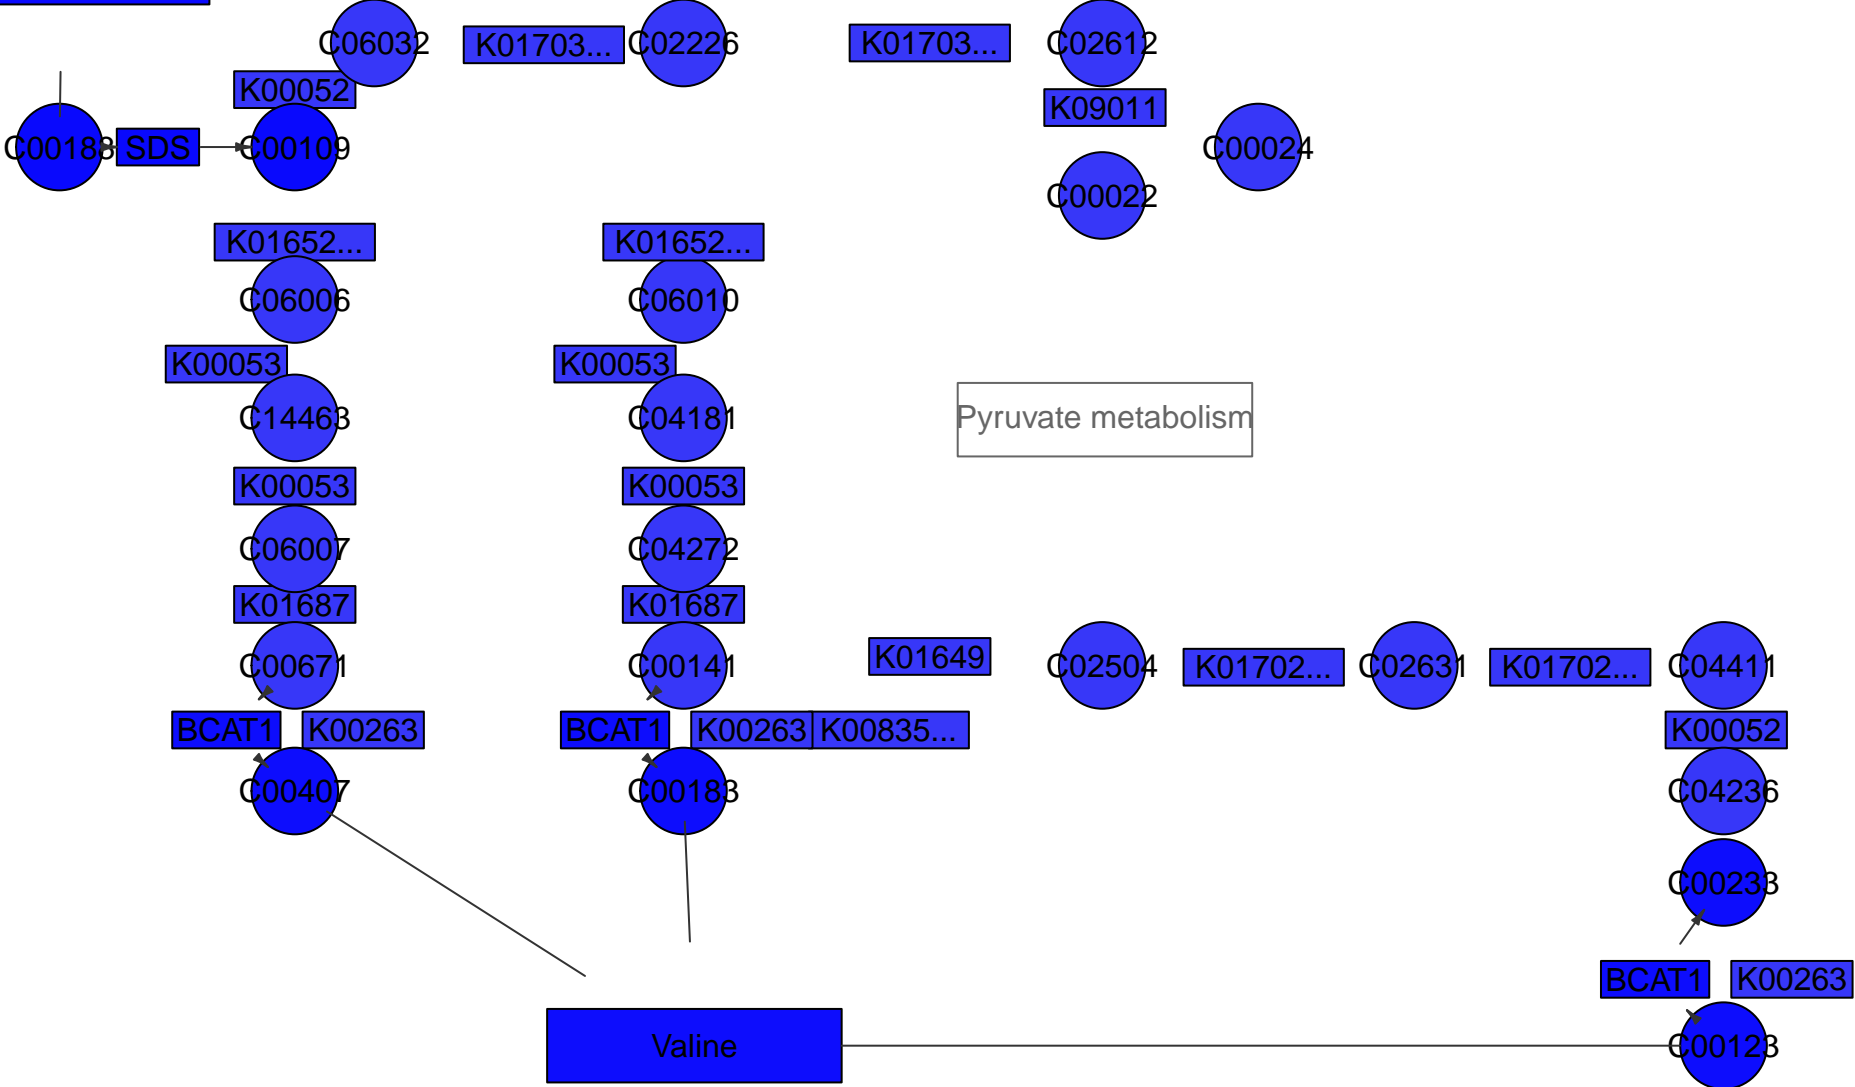 C06032
K01703...
C02226
K01703...
C02612
K00052
K09011
C00188
SDS
C00109
C00024
C00022
K01652...
K01652...
C06006
C06010
K00053
K00053
C14463
C04181
Pyruvate metabolism
K00053
K00053
C06007
C04272
K01687
K01687
C00671
C00141
K01649
C02504
K01702...
C02631
K01702...
C04411
BCAT1
K00263
BCAT1
K00263
K00835...
K00052
C00407
C00183
C04236
C00233
BCAT1
K00263
Valine
C00123